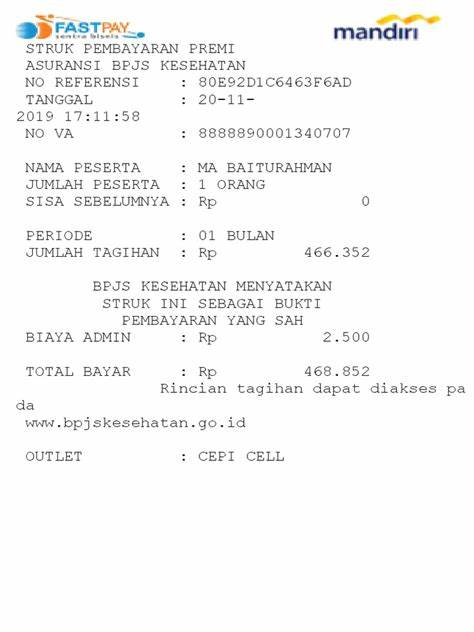 FASTPAY
sentra bisnis
mandiri
STRUK PEMBAYARAN PREMI
ASURANSI BPJS KESEHATAN
NO REFERENSI : 80E92D1C6463F6AD
TANGGAL : 20-11-
2019 17:11:58
NO VA : 8888890001340707
NAMA PESERTA : MA BAITURAHMAN
JUMLAH PESERTA : 1 ORANG
SISA SEBELUMNYA : Rp 0
PERIODE : 01 BULAN
JUMLAH TAGIHAN : Rp 466.352
BPJS KESEHATAN MENYATAKAN
STRUK INI SEBAGAI BUKTI
PEMBAYARAN YANG SAH
BIAYA ADMIN : Rp 2.500
TOTAL BAYAR : Rp 468.852
Rincian tagihan dapat diakses pa
da
www.bpjskesehatan.go.id
OUTLET : CEPI CELL